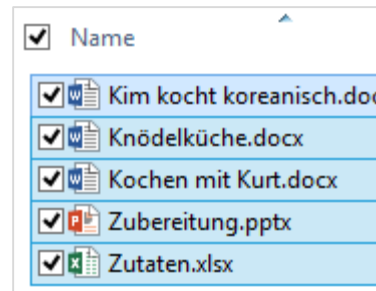 Name
Kim kocht koreanisch.doc
Knödelküche.docx
Kochen mit Kurt.docx
Zubereitung.pptx
Zutaten.xlsx